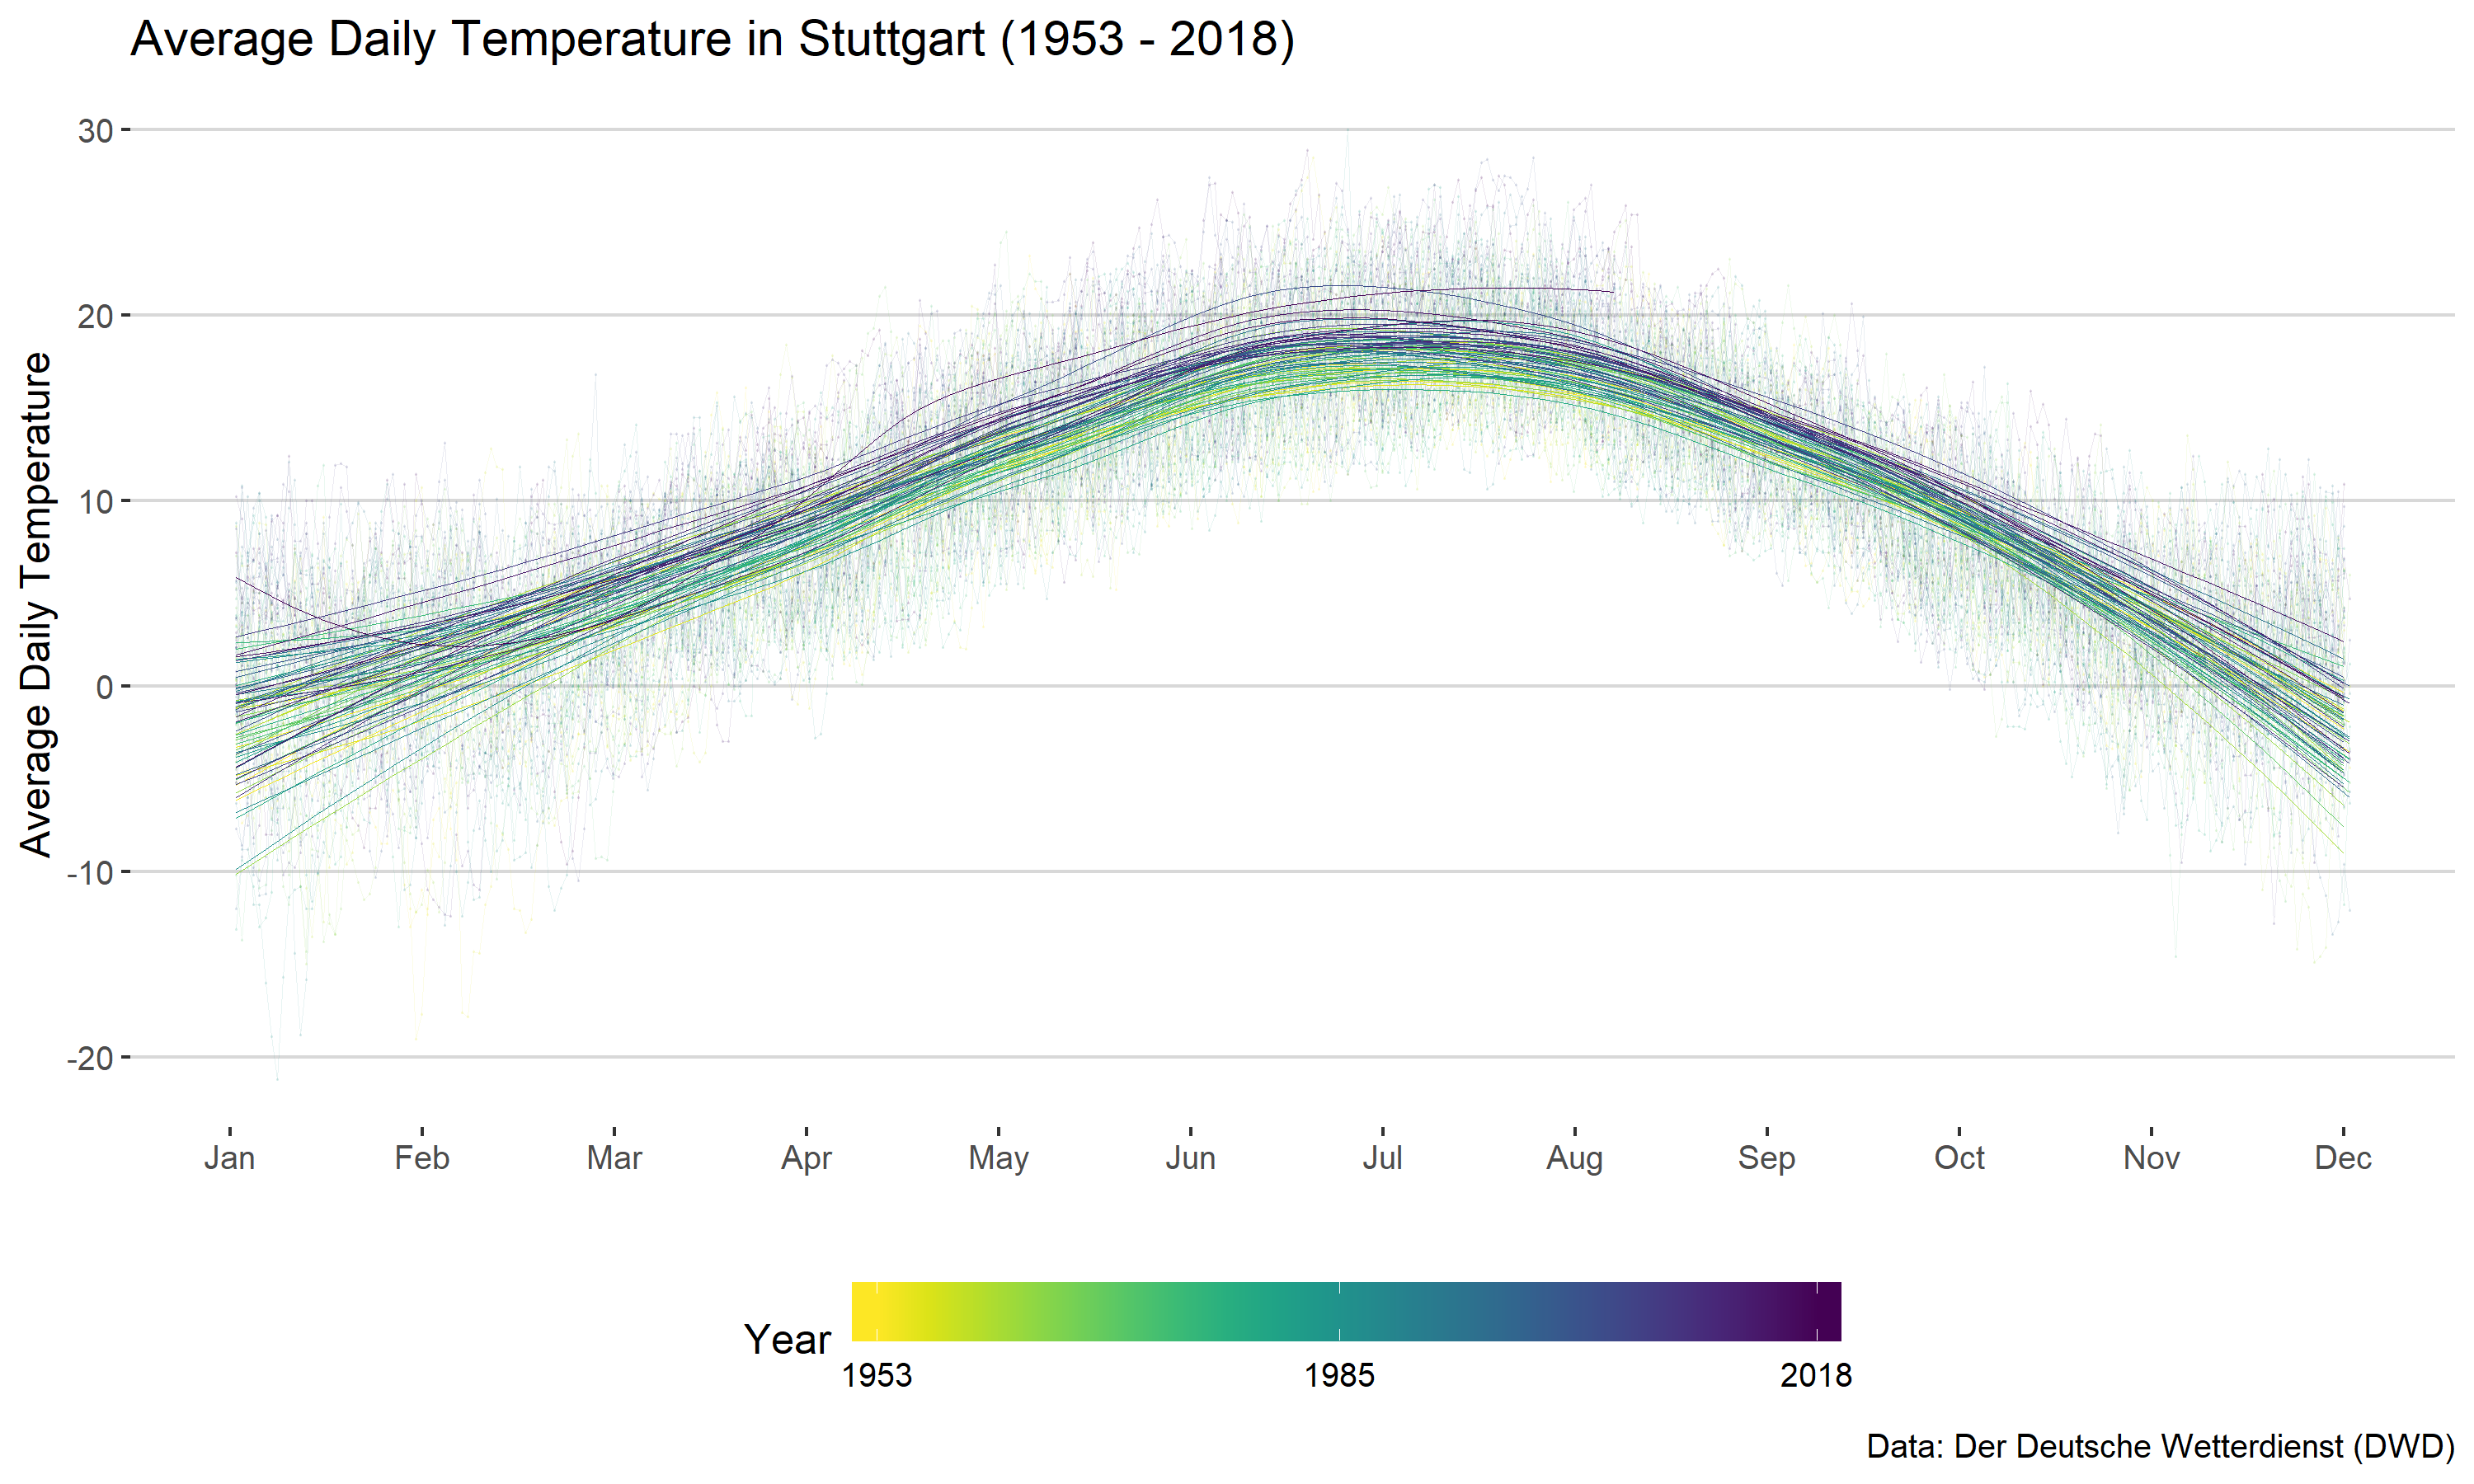 Average Daily Temperature in Stuttgart (1953 - 2018)
Average Daily Temperature
30
20
10
0
-10
-20
Jan Feb Mar Apr May Jun Jul Aug Sep Oct Nov Dec
Year
1953 1985 2018
Data: Der Deutsche Wetterdienst (DWD)